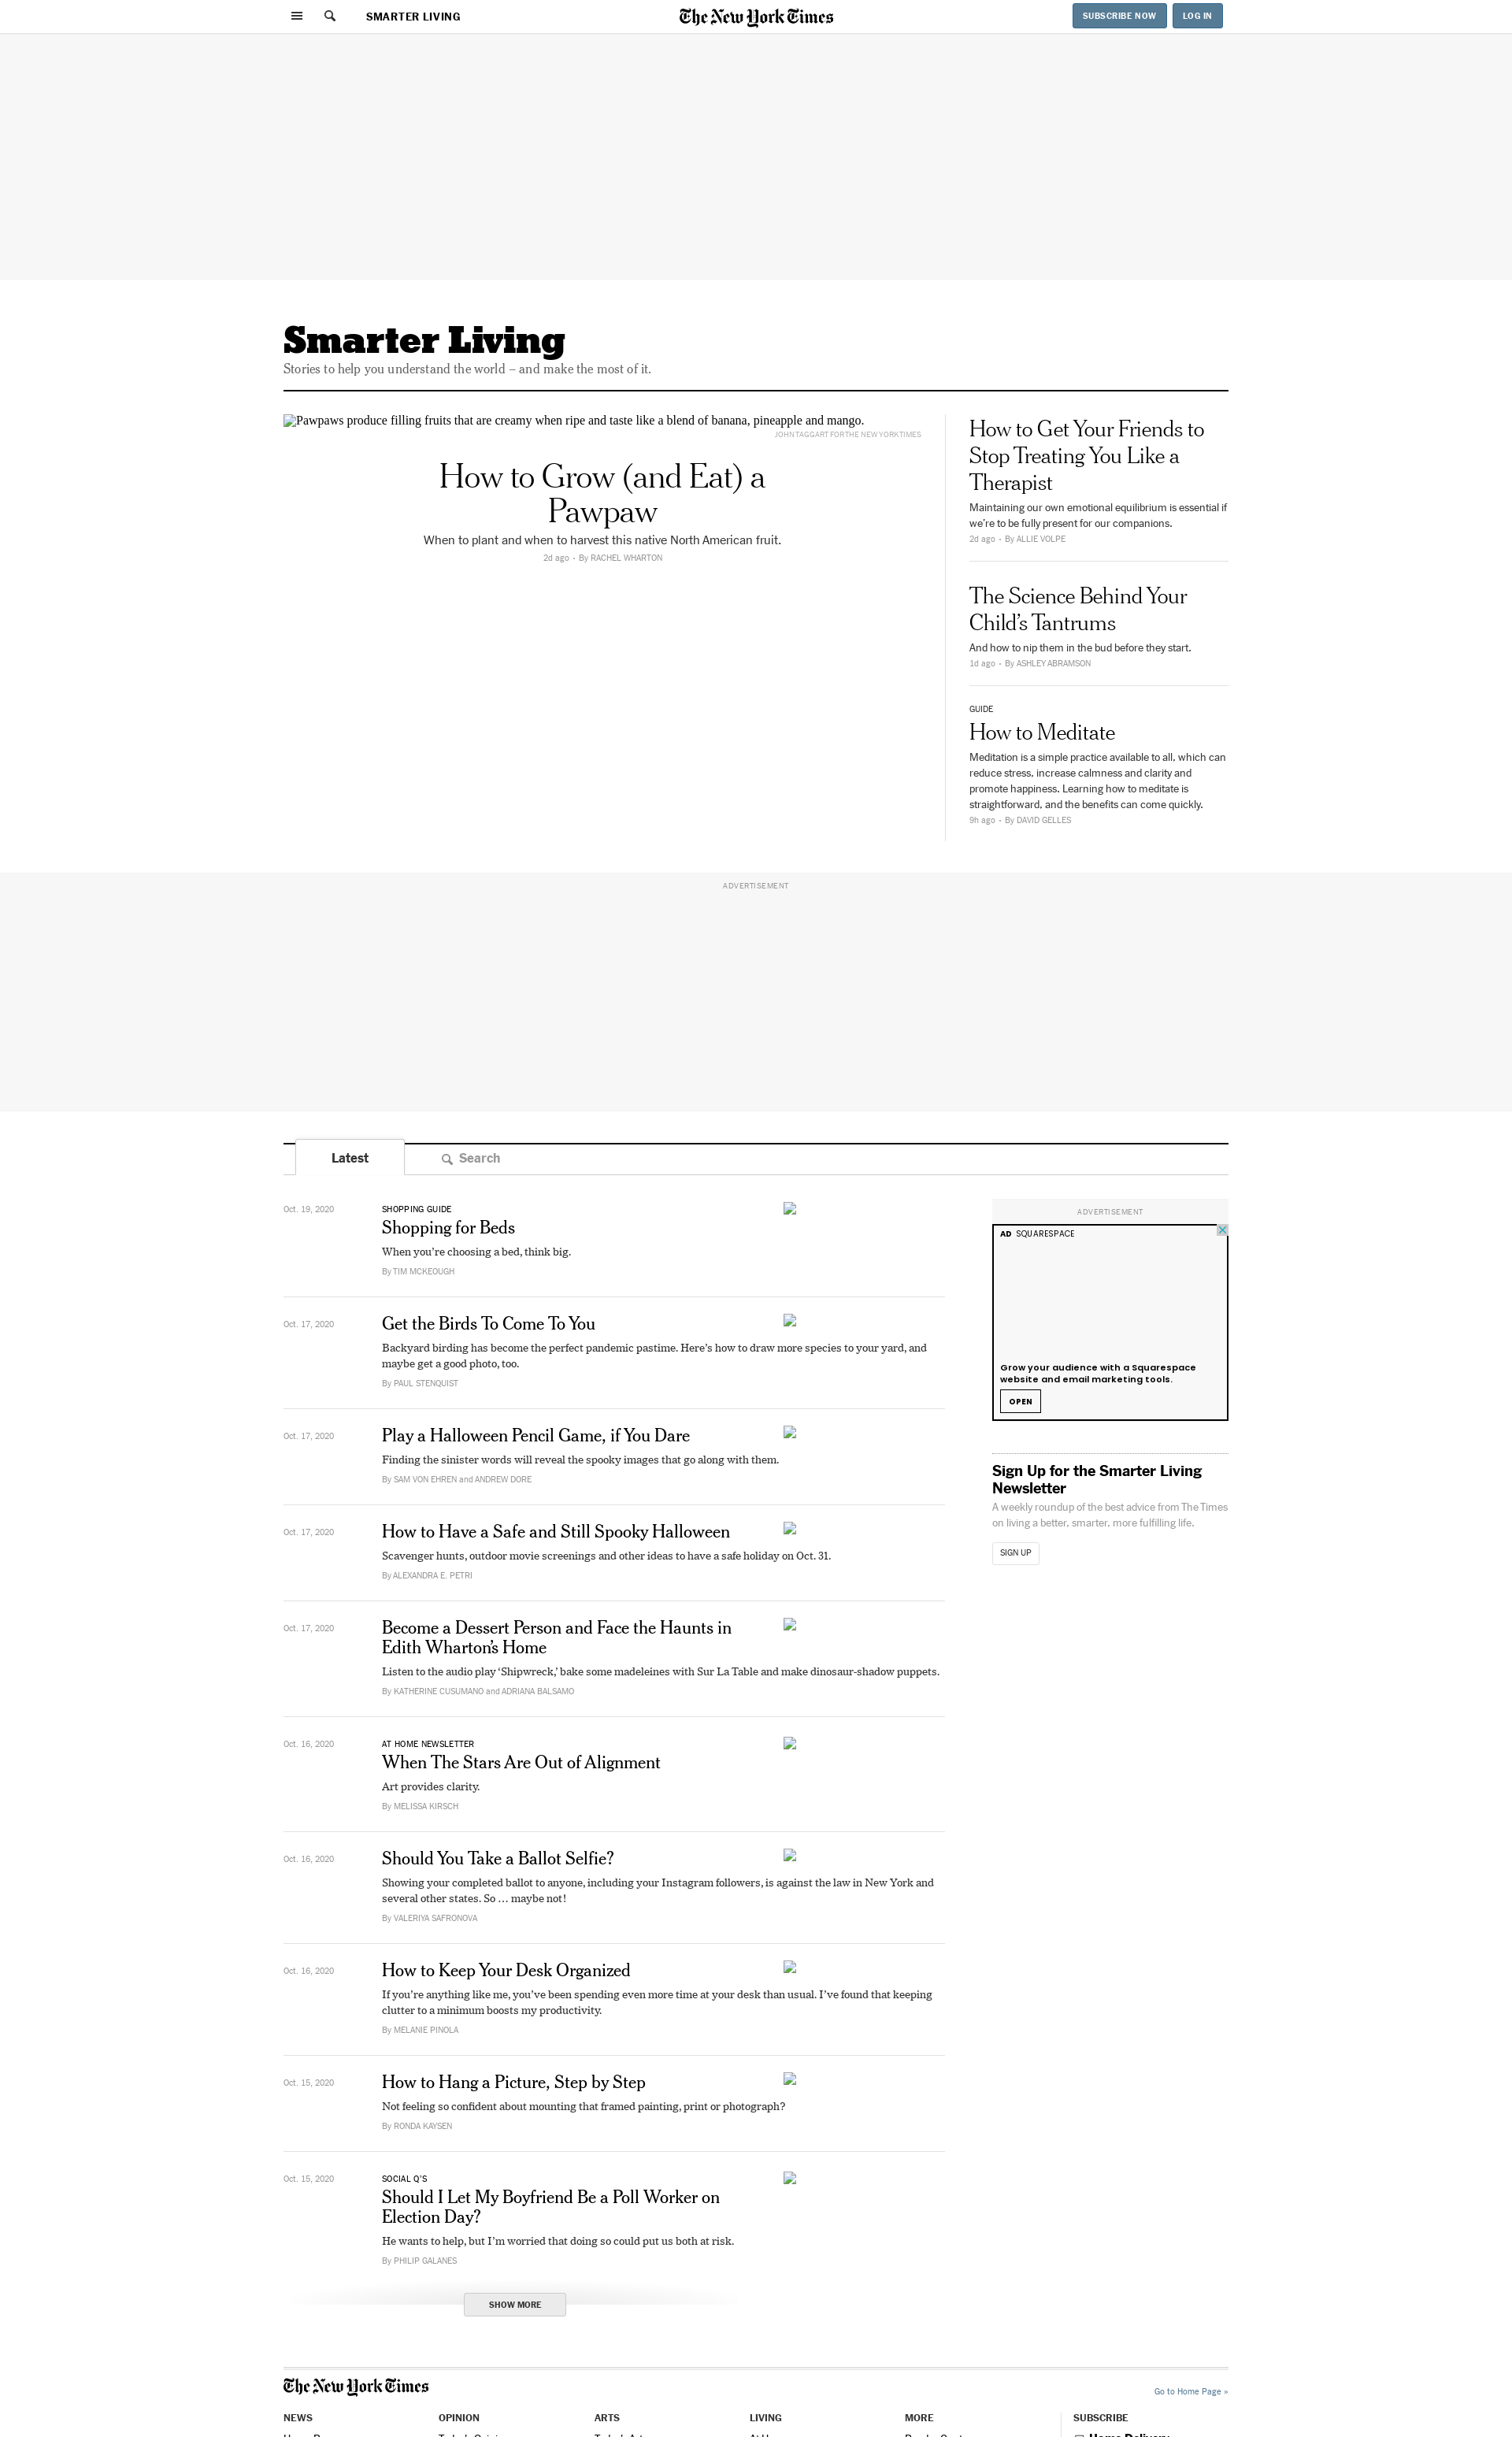 SMARTER LIVING
The New York Times
SUBSCRIBE NOW
LOG IN
Smarter Living
Stories to help you understand the world – and make the most of it.
Pawpaws produce filling fruits that are creamy when ripe and taste like a blend of banana, pineapple and mango.
JOHN TAGGART FOR THE NEW YORK TIMES
How to Grow (and Eat) a
Pawpaw
When to plant and when to harvest this native North American fruit.
2d ago • By RACHEL WHARTON
How to Get Your Friends to
Stop Treating You Like a
Therapist
Maintaining our own emotional equilibrium is essential if
we’re to be fully present for our companions.
2d ago • By ALLIE VOLPE
The Science Behind Your
Child’s Tantrums
And how to nip them in the bud before they start.
1d ago • By ASHLEY ABRAMSON
GUIDE
How to Meditate
Meditation is a simple practice available to all, which can
reduce stress, increase calmness and clarity and
promote happiness. Learning how to meditate is
straightforward, and the benefits can come quickly.
9h ago • By DAVID GELLES
ADVERTISEMENT
Latest
Search
Oct. 19, 2020
SHOPPING GUIDE
Shopping for Beds
When you’re choosing a bed, think big.
By TIM MCKEOUGH
Oct. 17, 2020
Get the Birds To Come To You
Backyard birding has become the perfect pandemic pastime. Here’s how to draw more species to your yard, and
maybe get a good photo, too.
By PAUL STENQUIST
Oct. 17, 2020
Play a Halloween Pencil Game, if You Dare
Finding the sinister words will reveal the spooky images that go along with them.
By SAM VON EHREN and ANDREW DORE
Oct. 17, 2020
How to Have a Safe and Still Spooky Halloween
Scavenger hunts, outdoor movie screenings and other ideas to have a safe holiday on Oct. 31.
By ALEXANDRA E. PETRI
Oct. 17, 2020
Become a Dessert Person and Face the Haunts in
Edith Wharton’s Home
Listen to the audio play ‘Shipwreck,’ bake some madeleines with Sur La Table and make dinosaur-shadow puppets.
By KATHERINE CUSUMANO and ADRIANA BALSAMO
Oct. 16, 2020
AT HOME NEWSLETTER
When The Stars Are Out of Alignment
Art provides clarity.
By MELISSA KIRSCH
Oct. 16, 2020
Should You Take a Ballot Selfie?
Showing your completed ballot to anyone, including your Instagram followers, is against the law in New York and
several other states. So … maybe not!
By VALERIYA SAFRONOVA
Oct. 16, 2020
How to Keep Your Desk Organized
If you’re anything like me, you’ve been spending even more time at your desk than usual. I’ve found that keeping
clutter to a minimum boosts my productivity.
By MELANIE PINOLA
Oct. 15, 2020
How to Hang a Picture, Step by Step
Not feeling so confident about mounting that framed painting, print or photograph?
By RONDA KAYSEN
Oct. 15, 2020
SOCIAL Q’S
Should I Let My Boyfriend Be a Poll Worker on
Election Day?
He wants to help, but I’m worried that doing so could put us both at risk.
By PHILIP GALANES
SHOW MORE
ADVERTISEMENT
AD SQUARESPACE
Grow your audience with a Squarespace
website and email marketing tools.
OPEN
Sign Up for the Smarter Living
Newsletter
A weekly roundup of the best advice from The Times
on living a better, smarter, more fulfilling life.
SIGN UP
The New York Times
Go to Home Page »
NEWS
OPINION
ARTS
LIVING
MORE
SUBSCRIBE